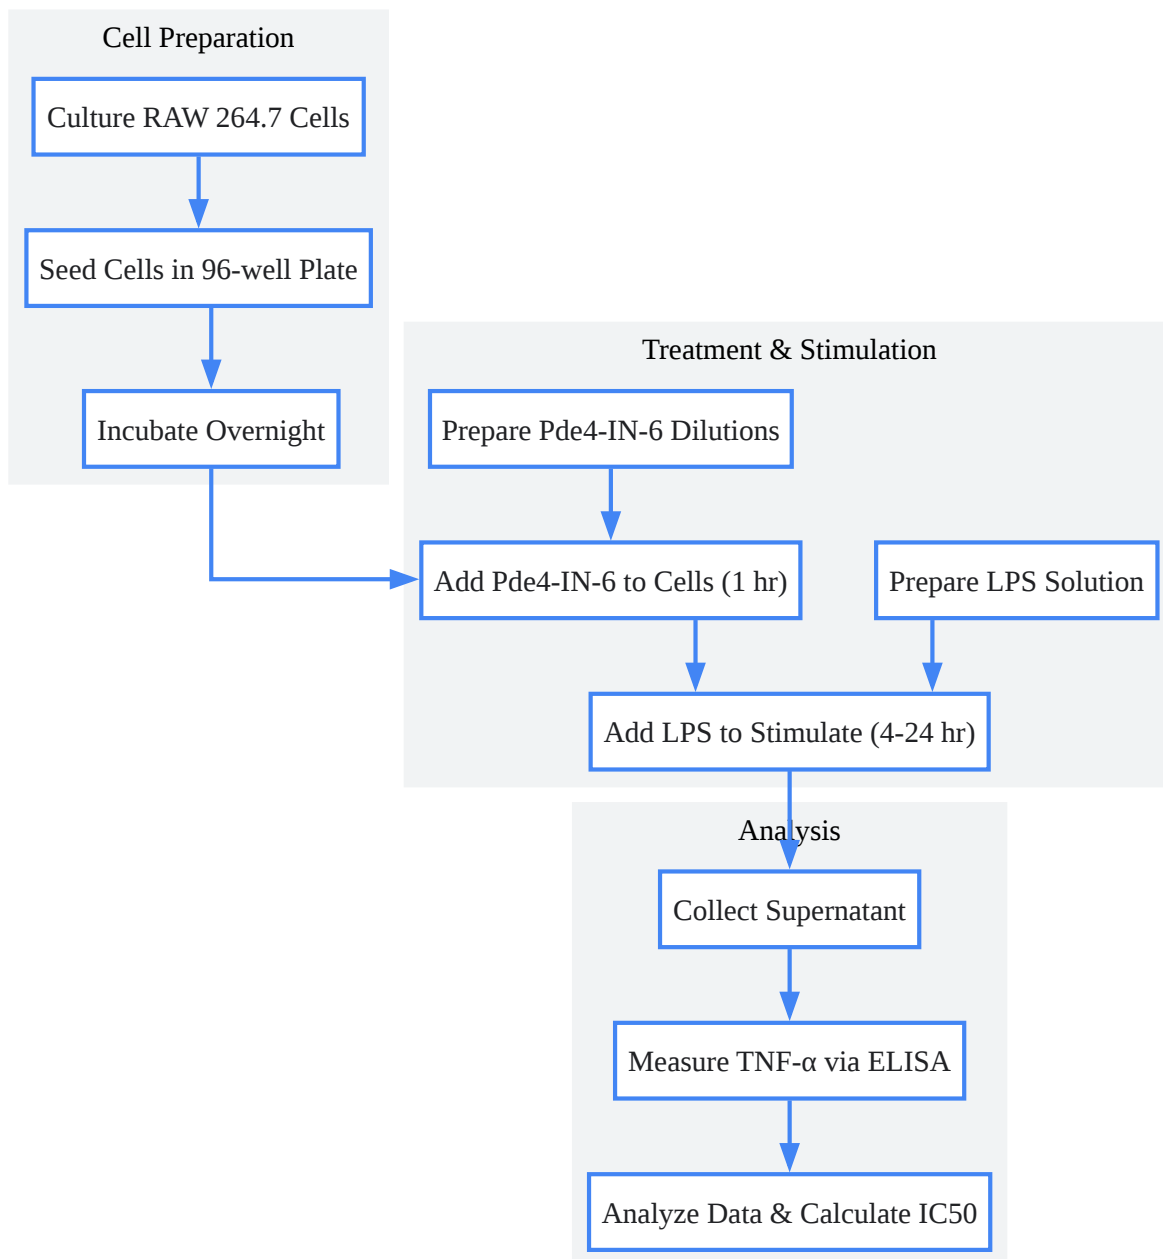 Cell Preparation
Culture RAW 264.7 Cells
Seed Cells in 96-well Plate
Incubate Overnight
Treatment & Stimulation
Prepare Pde4-IN-6 Dilutions
Add Pde4-IN-6 to Cells (1 hr)
Prepare LPS Solution
Add LPS to Stimulate (4-24 hr)
Analysis
Collect Supernatant
Measure TNF-α via ELISA
Analyze Data & Calculate IC50